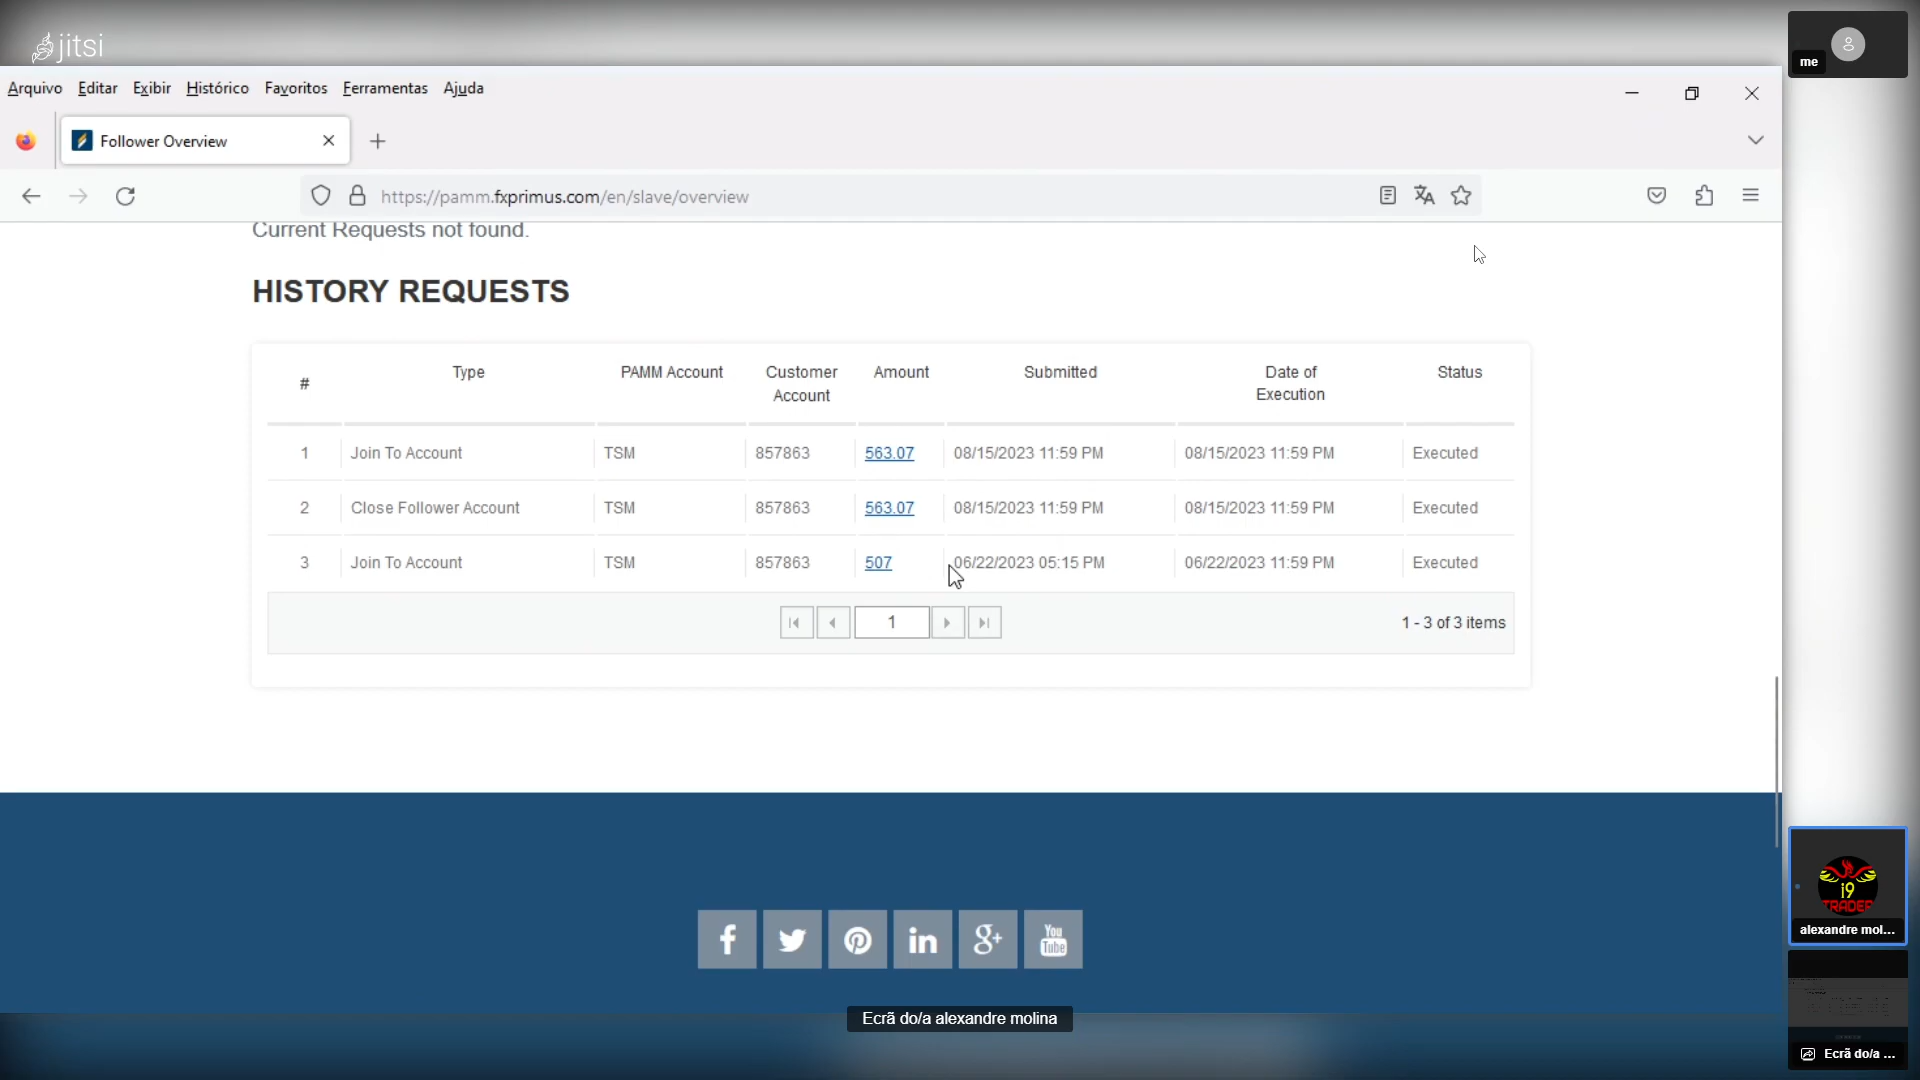 jitsi
me
Arquivo Editar Exibir Histórico Favoritos Ferramentas Ajuda
Follower Overview
https://pamm.fxprimus.com/en/slave/overview
Current Requests not found.
HISTORY REQUESTS
# Type PAMM Account Customer Account Amount Submitted Date of Execution Status
1 Join To Account TSM 857863 563.07 08/15/2023 11:59 PM 08/15/2023 11:59 PM Executed
2 Close Follower Account TSM 857863 563.07 08/15/2023 11:59 PM 08/15/2023 11:59 PM Executed
3 Join To Account TSM 857863 507 06/22/2023 05:15 PM 06/22/2023 11:59 PM Executed
1
1 - 3 of 3 items
i9
TRADER
alexandre mol...
f in g+ You Tube
Ecrã do/a alexandre molina
Ecrã do/a ...